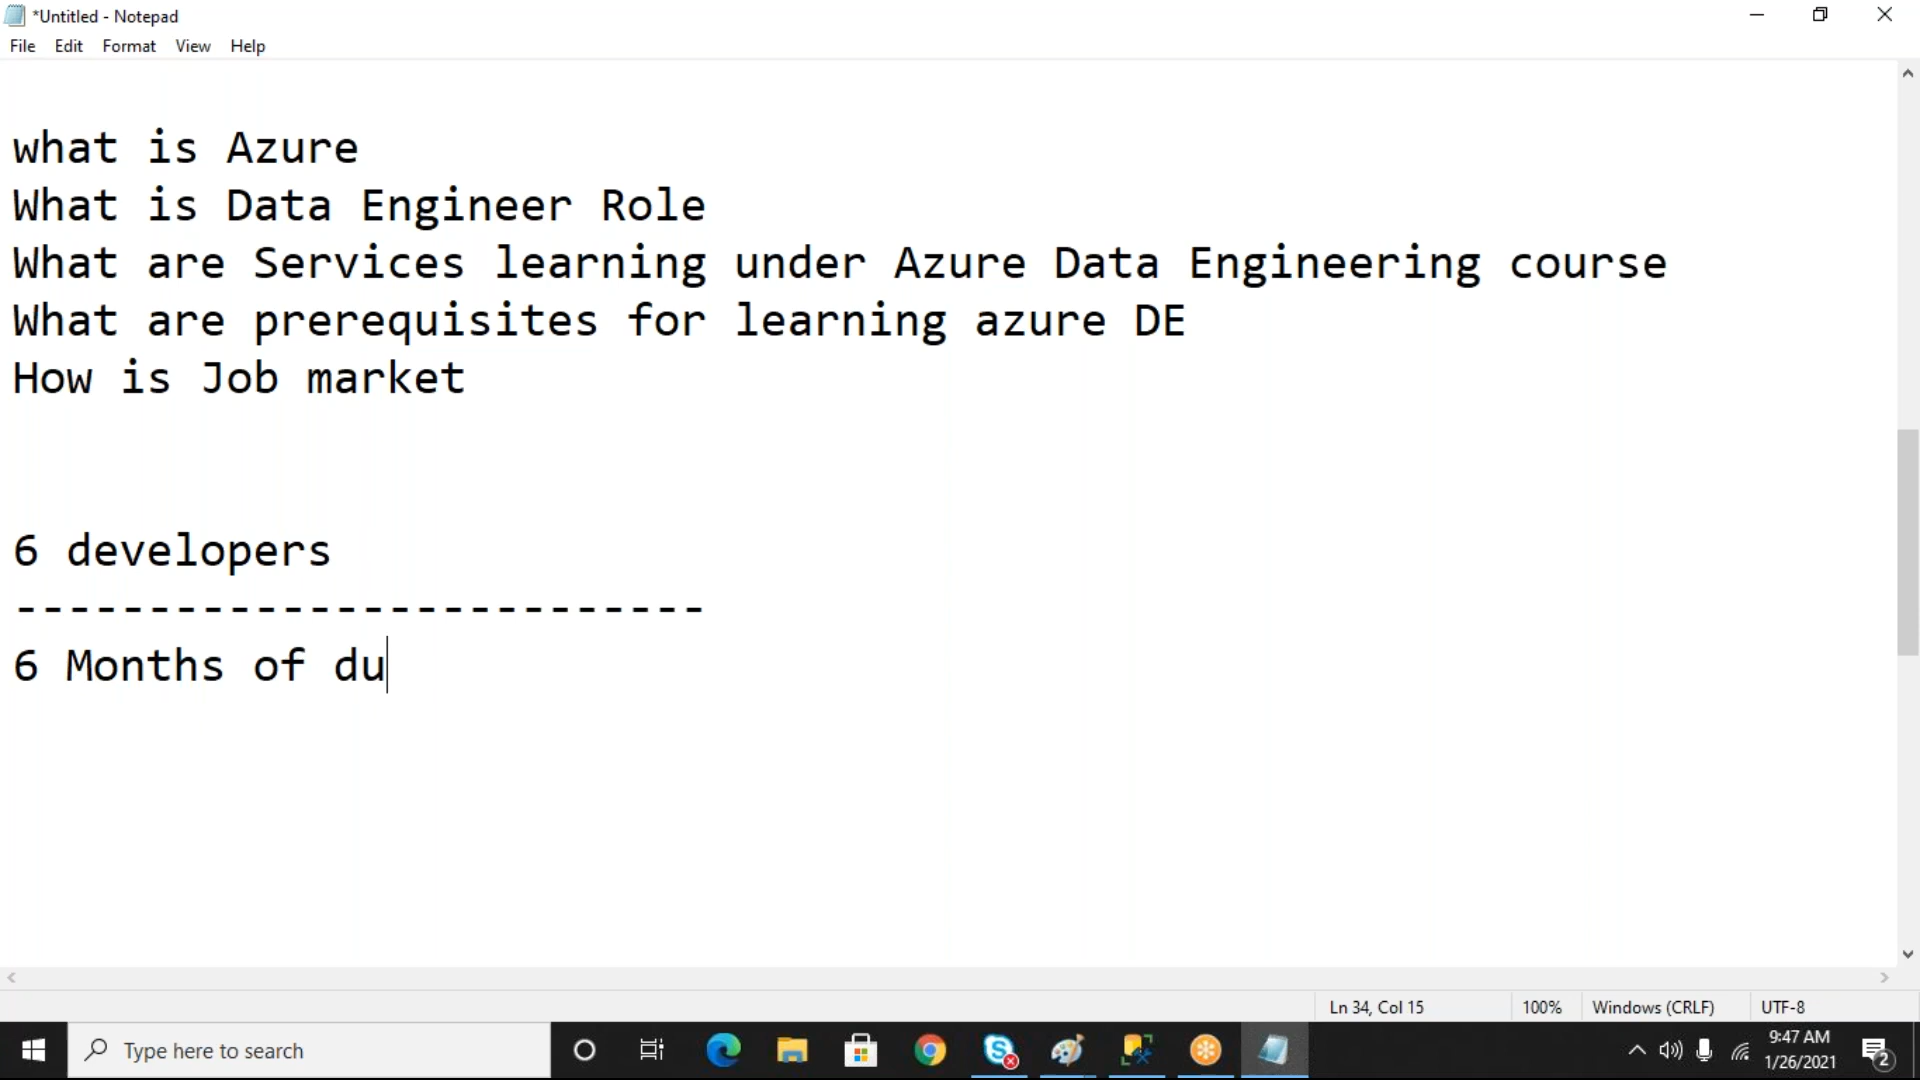 *Untitled - Notepad
File Edit Format View Help
what is Azure
What is Data Engineer Role
What are Services learning under Azure Data Engineering course
What are prerequisites for learning azure DE
How is Job market
6 developers
--------------------------
6 Months of du
Ln 34, Col 15 100% Windows (CRLF) UTF-8
Type here to search
9:47 AM
1/26/2021
2